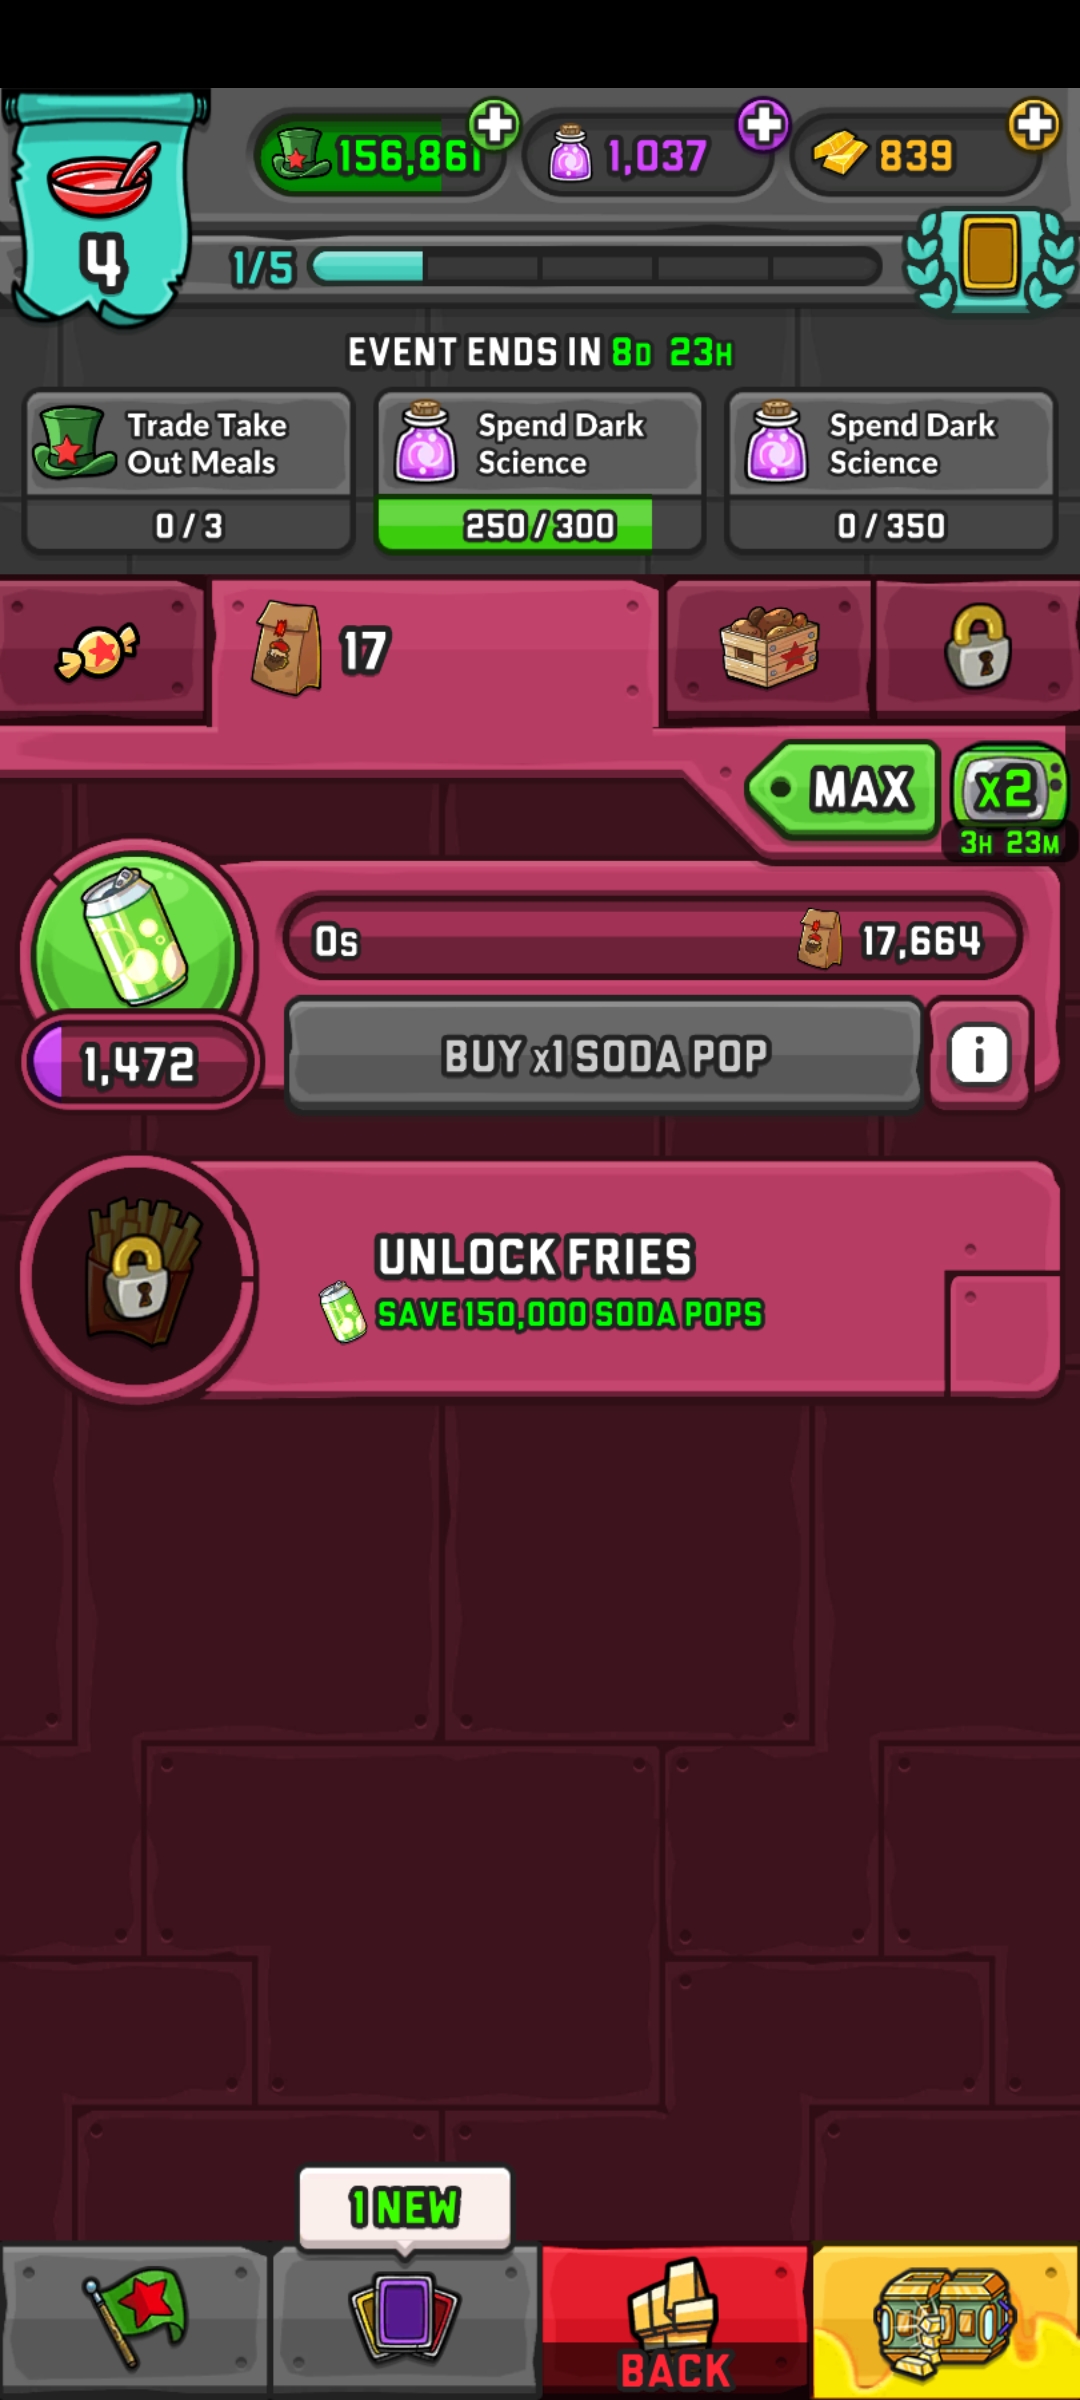 156,861
1,037
839
4
1/5
EVENT ENDS IN 8D 23H
Trade Take
Out Meals
0 / 3
Spend Dark
Science
250 / 300
Spend Dark
Science
0 / 350
17
MAX
x2
3H 23M
0s
17,664
1,472
BUY x1 SODA POP
i
UNLOCK FRIES
SAVE 150,000 SODA POPS
1 NEW
BACK